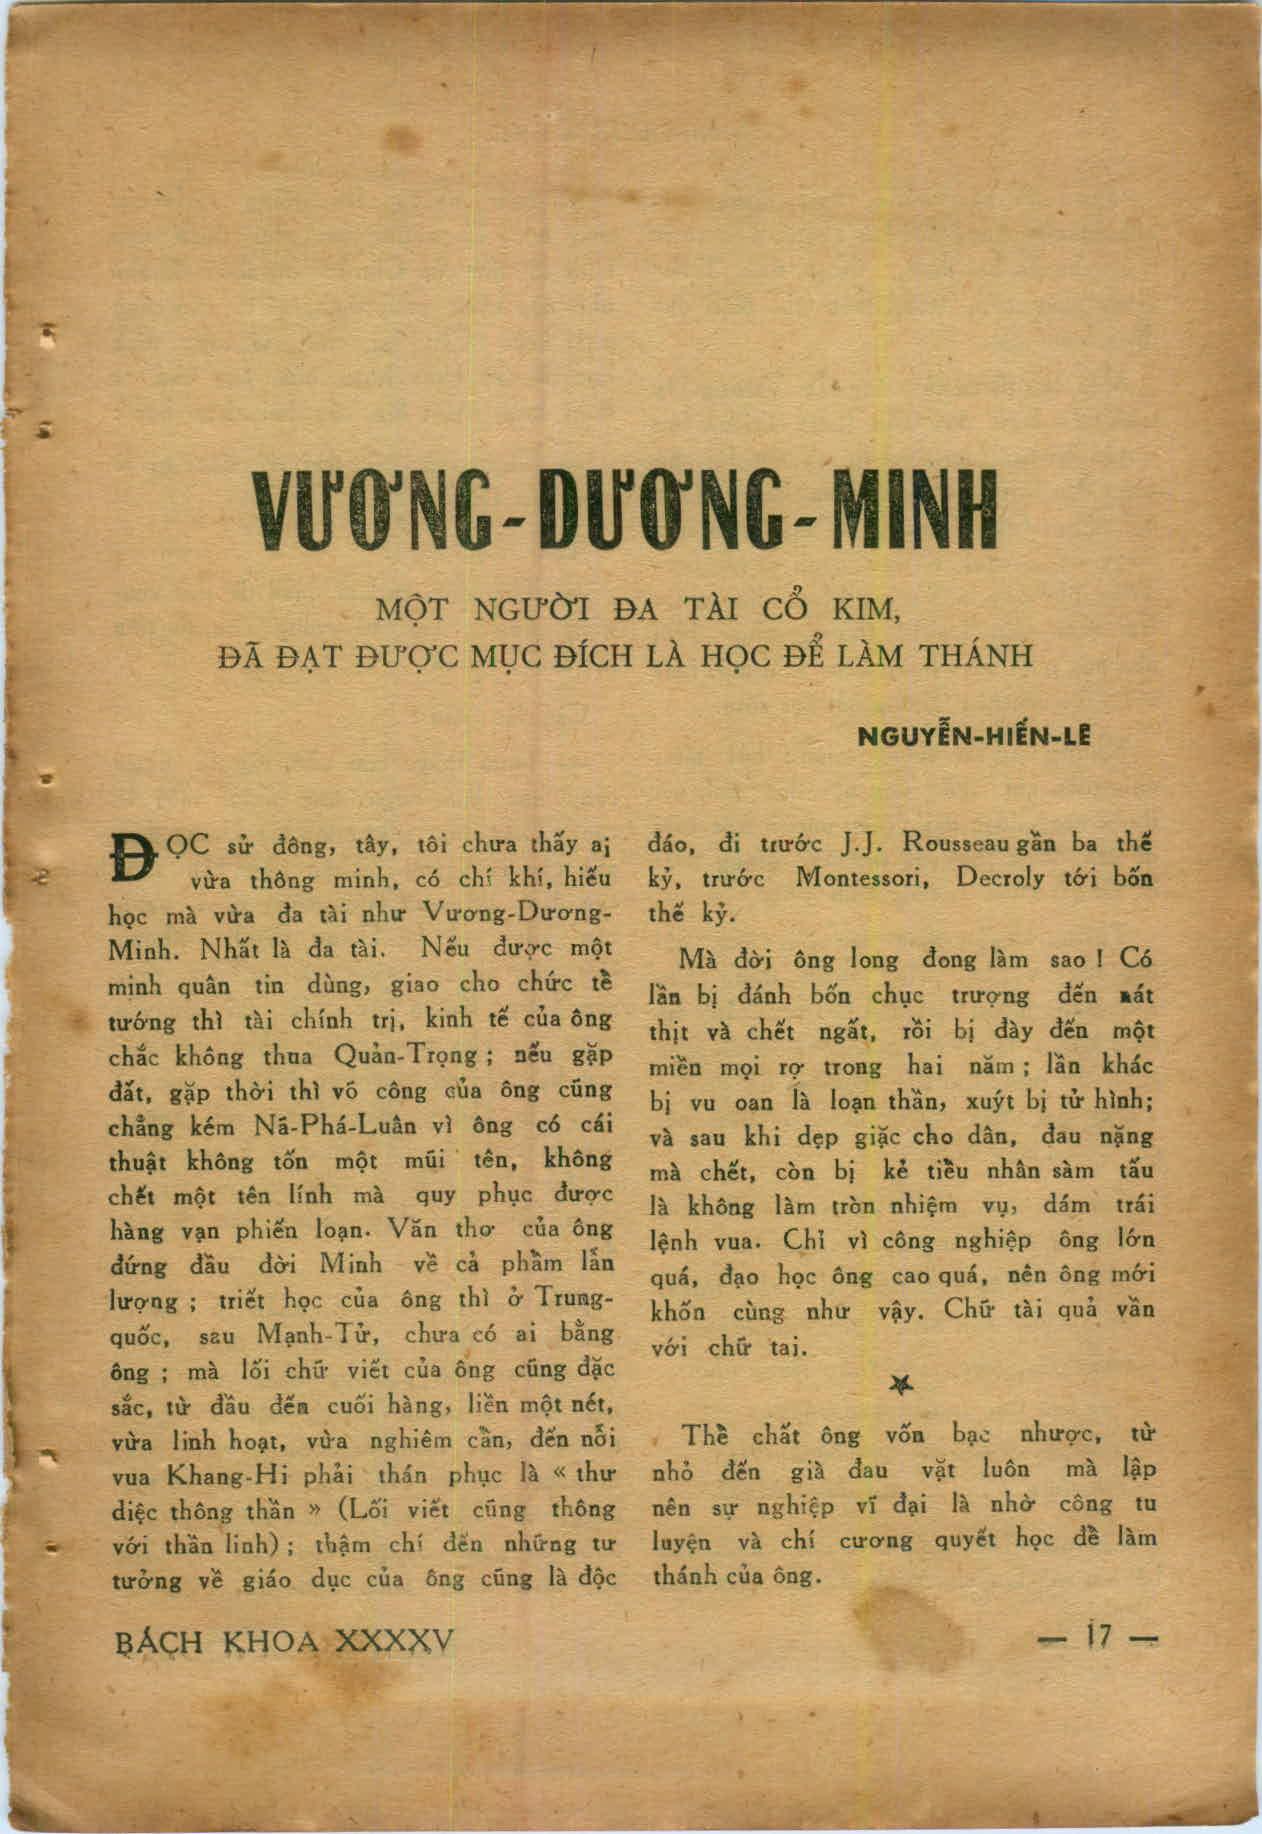 VƯƠNG-DƯƠNG-MINH
MỘT NGƯỜI ĐA TÀI CỔ KIM,
ĐÃ ĐẠT ĐƯỢC MỤC ĐÍCH LÀ HỌC ĐỂ LÀM THÁNH
NGUYỄN-HIẾN-LÊ
ĐỌC sử đông, tây, tôi chưa thấy ai
vừa thông minh, có chí khí, hiếu
học mà vừa đa tài như Vương-Dương-
Minh. Nhất là đa tài. Nếu được một
minh quân tin dùng, giao cho chức tề
tướng thì tài chính trị, kinh tế của ông
chắc không thua Quản-Trọng ; nếu gặp
đất, gặp thời thì võ công của ông cũng
chẳng kém Nã-Phá-Luân vì ông có cái
thuật không tốn một mũi tên, không
chết một tên lính mà quy phục được
hàng vạn phiến loạn. Văn thơ của ông
đứng đầu đời Minh về cả phẩm lẫn
lượng ; triết học của ông thì ở Trung-
quốc, sau Mạnh-Tử, chưa có ai bằng
ông ; mà lối chữ viết của ông cũng đặc
sắc, từ đầu đến cuối hàng, liền một nét,
vừa linh hoạt, vừa nghiêm cẩn, đến nỗi
vua Khang-Hi phải thán phục là « thư
diệc thông thần » (Lối viết cũng thông
với thần linh) ; thậm chí đến những tư
tưởng về giáo dục của ông cũng là độc
đáo, đi trước J.J. Rousseau gần ba thế
kỷ, trước Montessori, Decroly tới bốn
thế kỷ.
Mà đời ông long đong làm sao ! Có
lần bị đánh bốn chục trượng đến nát
thịt và chết ngất, rồi bị đày đến một
miền mọi rợ trong hai năm ; lần khác
bị vu oan là loạn thần, xuýt bị tử hình;
và sau khi dẹp giặc cho dân, đau nặng
mà chết, còn bị kẻ tiểu nhân sàm tấu
là không làm tròn nhiệm vụ, dám trái
lệnh vua. Chỉ vì công nghiệp ông lớn
quá, đạo học ông cao quá, nên ông mới
khốn cùng như vậy. Chữ tài quả vần
với chữ tai.
Thể chất ông vốn bạc nhược, từ
nhỏ đến già đau vặt luôn mà lập
nên sự nghiệp vĩ đại là nhờ công tu
luyện và chí cương quyết học để làm
thánh của ông.
BÁCH KHOA XXXXV
— 17 —